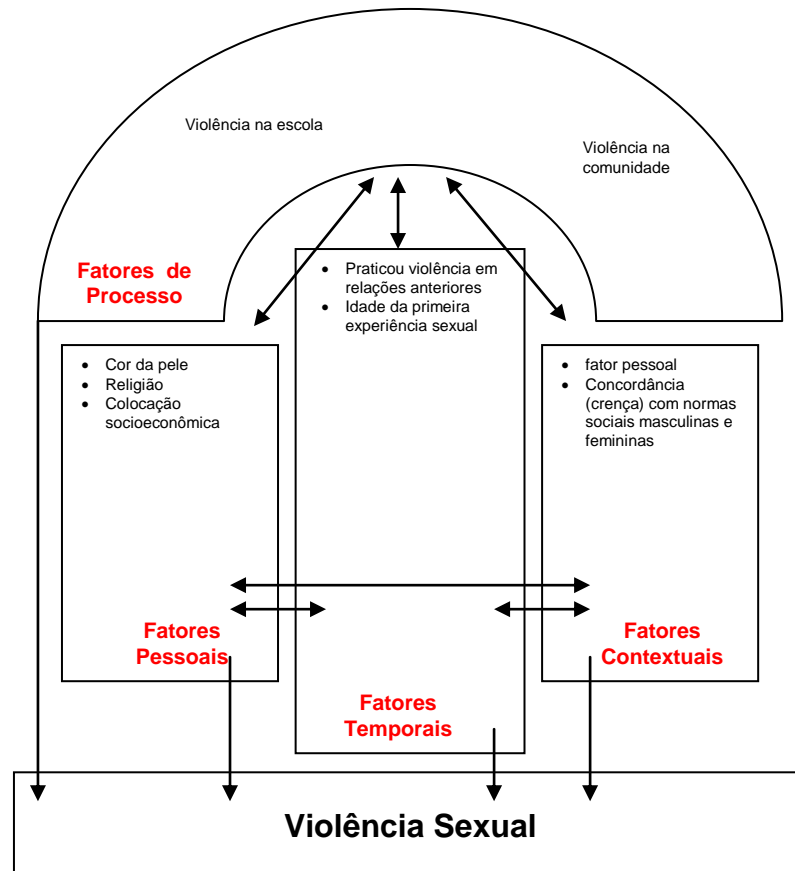 Violência na escola
Violência na
comunidade
Fatores de
Processo
• Praticou violência em
relações anteriores
• Idade da primeira
experiência sexual
• Cor da pele
• Religião
• Colocação
socioeconômica
• fator pessoal
• Concordância
(crença) com normas
sociais masculinas e
femininas
Fatores
Pessoais
Fatores
Contextuais
Fatores
Temporais
Violência Sexual